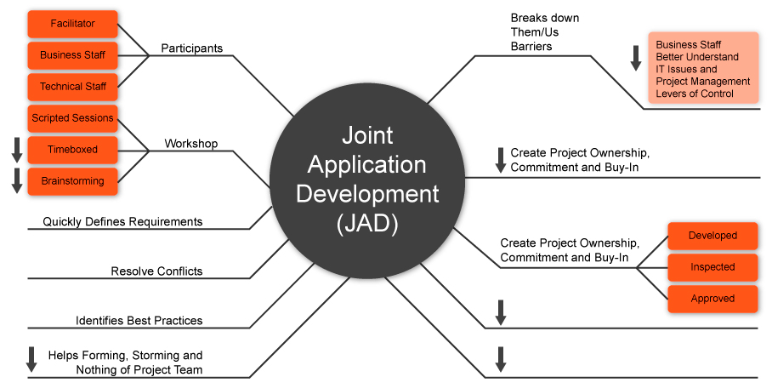 Facilitator
Business Staff
Technical Staff
Participants
Scripted Sessions
Timeboxed
Brainstorming
Workshop
Quickly Defines Requirements
Resolve Conflicts
Identifies Best Practices
Helps Forming, Storming and
Nothing of Project Team
Joint
Application
Development
(JAD)
Breaks down
Them/Us
Barriers
Business Staff
Better Understand
IT Issues and
Project Management
Levers of Control
Create Project Ownership,
Commitment and Buy-In
Create Project Ownership,
Commitment and Buy-In
Developed
Inspected
Approved